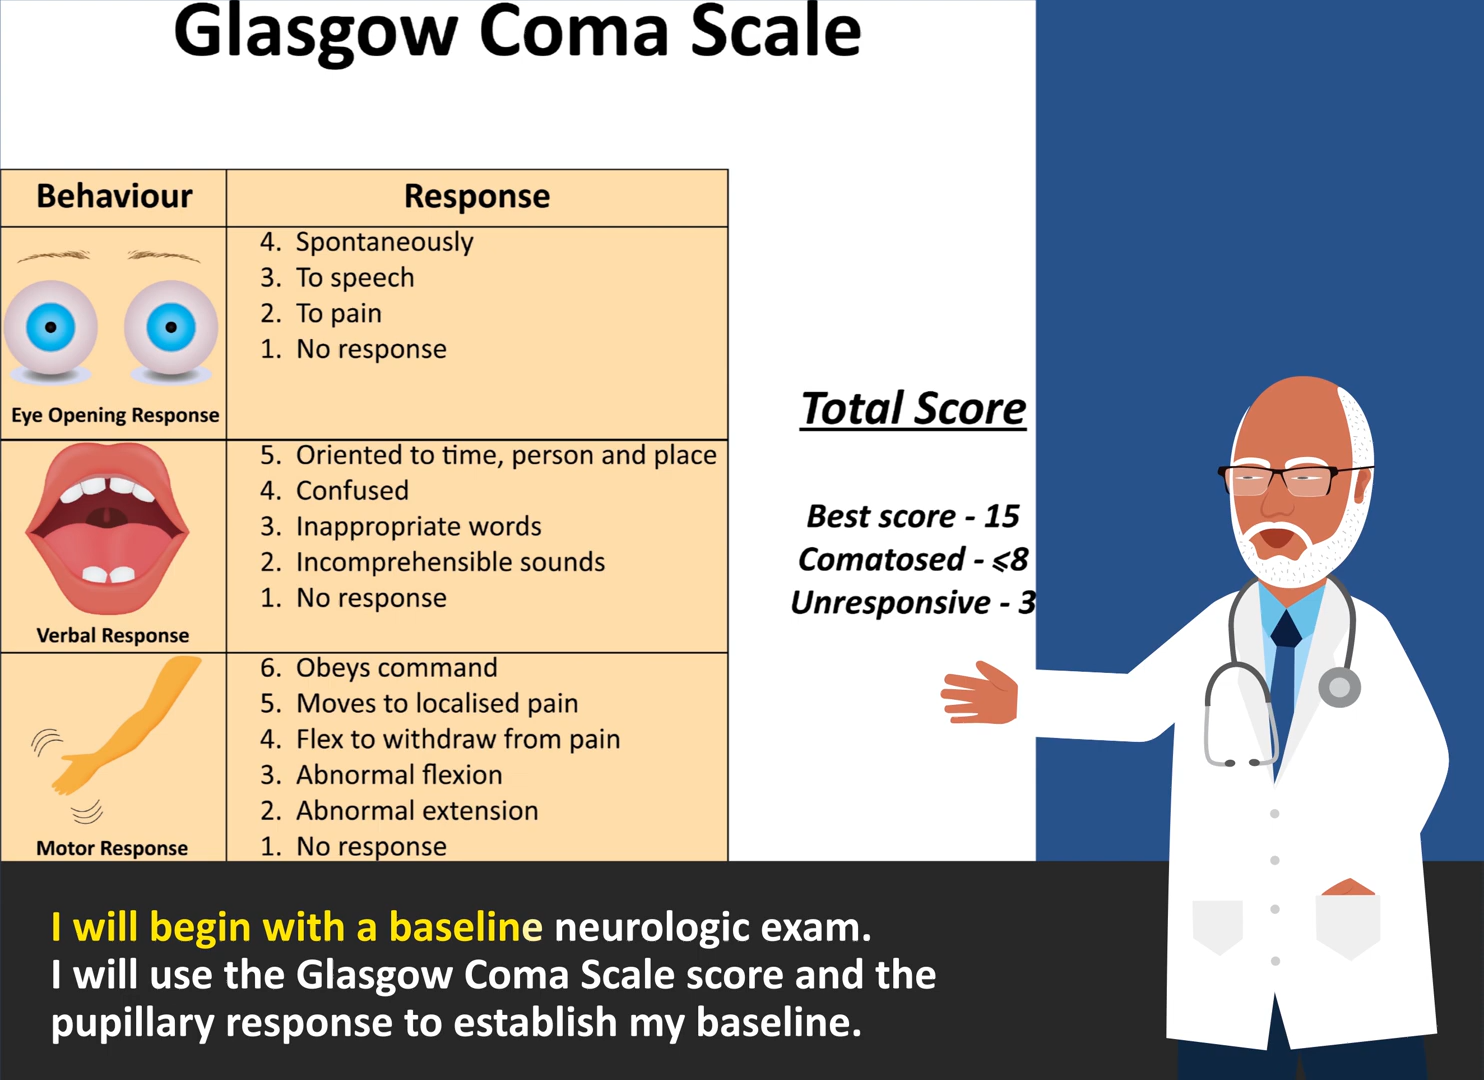 Glasgow Coma Scale
Behaviour
Response
4. Spontaneously
3. To speech
2. To pain
1. No response
Eye Opening Response
5. Oriented to time, person and place
4. Confused
3. Inappropriate words
2. Incomprehensible sounds
1. No response
Verbal Response
6. Obeys command
5. Moves to localised pain
4. Flex to withdraw from pain
3. Abnormal flexion
2. Abnormal extension
1. No response
Motor Response
Total Score
Best score - 15
Comatosed - ⩽8
Unresponsive - 3
I will begin with a baseline neurologic exam.
I will use the Glasgow Coma Scale score and the
pupillary response to establish my baseline.